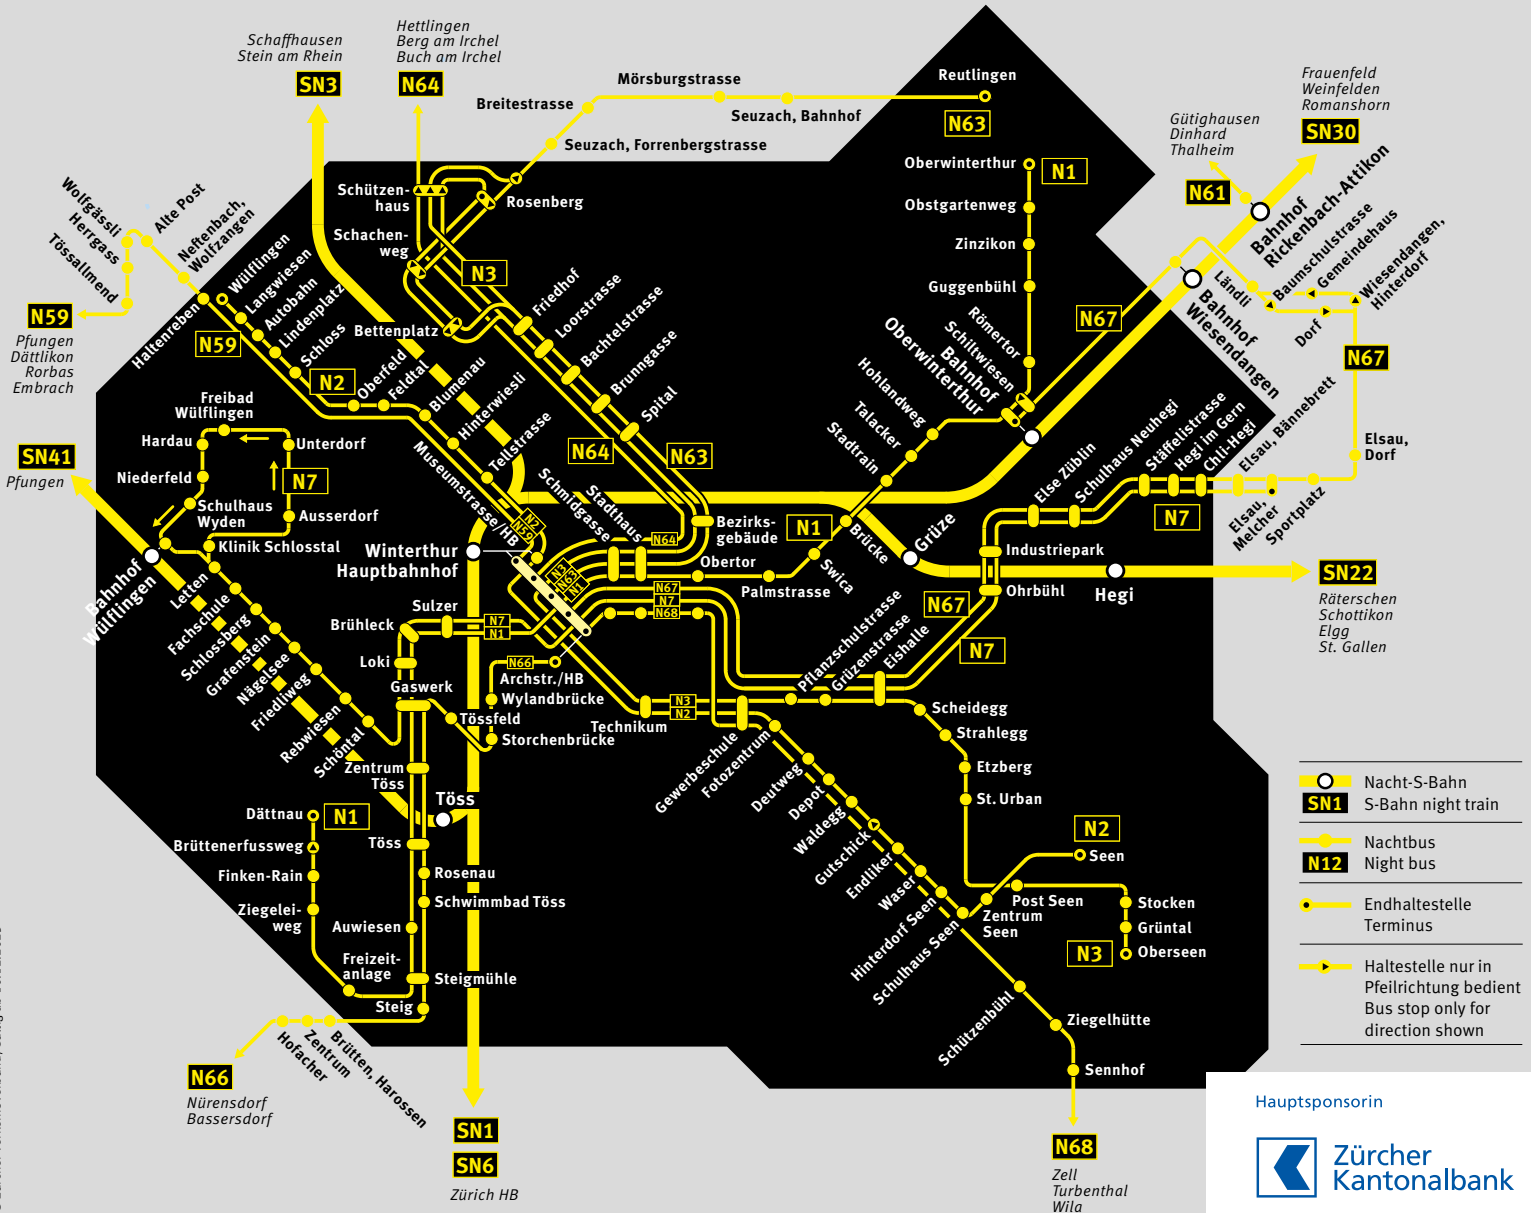 Hettlingen
Berg am Irchel
Buch am Irchel
Schaffhausen
Stein am Rhein
SN3
N64
Mörsburgstrasse
Breitestrasse
Seuzach, Bahnhof
Seuzach, Forrenbergstrasse
Reutlingen
N63
Frauenfeld
Weinfelden
Romanshorn
SN30
Gütighausen
Dinhard
Thalheim
N61
Bahnhof
Rickenbach-Attikon
Oberwinterthur
N1
Obstgartenweg
Zinzikon
Guggenbühl
Römertor
Schiltwiesen
Bahnhof
Oberwinterthur
N67
Bahnhof
Wiesendangen
Ländli
Baumschulstrasse
Gemeindehaus
Wiesendangen,
Hinterdorf
Dorf
N67
Elsau,
Dorf
Schützen-
haus
Rosenberg
Schachen-
weg
N3
Bettenplatz
Friedhof
Loorstrasse
Bachtelstrasse
Brunngasse
Spital
N64
N63
Wolfgässli
Herrgass
Tössallmend
Alte Post
Neftenbach,
Wolfzangen
N59
Pfungen
Dättlikon
Rorbas
Embrach
Haltenreben
Wülflingen
Langwiesen
Autobahn
Lindenplatz
Schloss
N59
N2
Oberfeld
Feldtal
Blumenau
Hinterwiesli
Tellstrasse
Museumstrasse/HB
N2
N59
Schmidgasse
Stadthaus
Bezirks-
gebäude
N64
Freibad
Wülflingen
Hardau
Unterdorf
Niederfeld
N7
Schulhaus
Wyden
Ausserdorf
Klinik Schlosstal
SN41
Pfungen
Bahnhof
Wülflingen
Letten
Fachschule
Schlossberg
Grafenstein
Nägelsee
Friedliweg
Rebwiesen
Schöntal
Winterthur
Hauptbahnhof
N3
N63
N1
Obertor
Palmstrasse
Swica
N1
Brücke
Stadtrain
Talacker
Hohlandweg
Grüze
Hegi
SN22
Räterschen
Schottikon
Elgg
St. Gallen
Else Züblin
Schulhaus Neuhegi
Stäffelistrasse
Hegi im Gern
Chli-Hegi
Elsau, Bännebrett
N7
Elsau,
Melcher
Sportplatz
Industriepark
Ohrbühl
N67
N7
Sulzer
Brühleck
N7
N1
Loki
Gaswerk
N67
N7
N68
N66
Archstr./HB
Wylandbrücke
Tössfeld
Storchenbrücke
Technikum
N3
N2
Pflanzschulstrasse
Grüzenstrasse
Eishalle
Scheidegg
Strahlegg
Etzberg
St. Urban
Gewerbeschule
Fotozentrum
Deutweg
Depot
Waldegg
Gutschick
Endliker
Waser
Hinterdorf Seen
Schulhaus Seen
Zentrum
Seen
N2
Seen
Post Seen
Stocken
Grüntal
N3
Oberseen
Schützenbühl
Ziegelhütte
Sennhof
N68
Zell
Turbenthal
Wila
Zentrum
Töss
Töss
Töss
Dättnau
N1
Brüttenerfussweg
Finken-Rain
Ziegelei-
weg
Rosenau
Schwimmbad Töss
Auwiesen
Freizeit-
anlage
Steigmühle
Steig
Brütten, Harossen
Zentrum
Hofacher
N66
Nürensdorf
Bassersdorf
SN1
SN6
Zürich HB
Nacht-S-Bahn
SN1
S-Bahn night train
Nachtbus
N12
Night bus
Endhaltestelle
Terminus
Haltestelle nur in
Pfeilrichtung bedient
Bus stop only for
direction shown
Hauptsponsorin
Zürcher
Kantonalbank